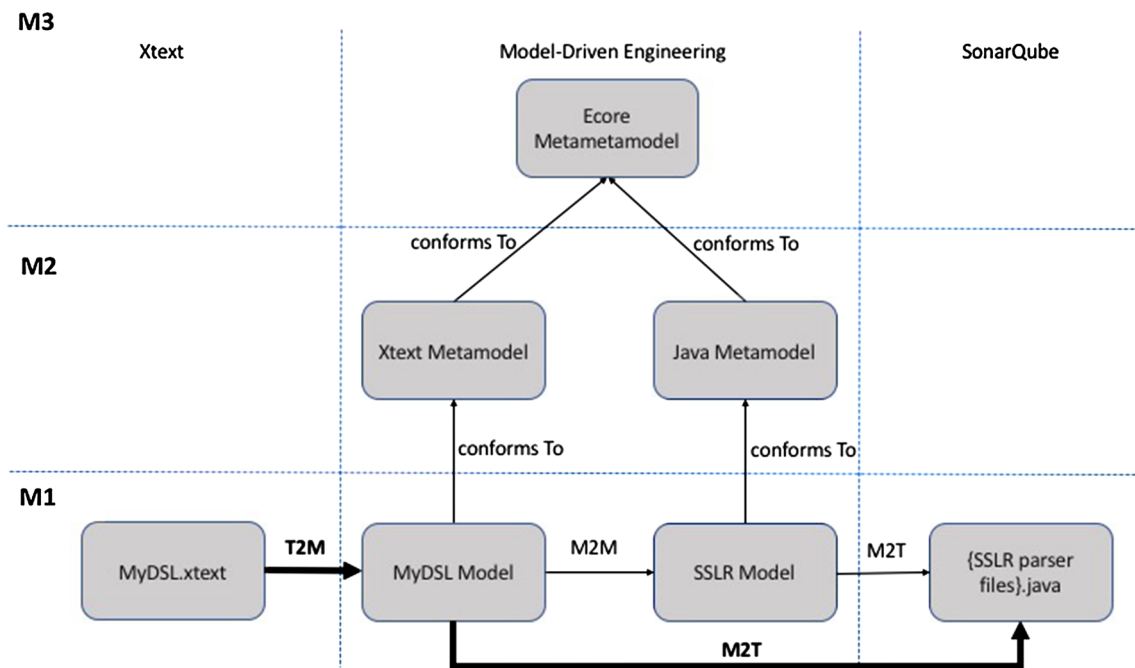 M3
Xtext
Model-Driven Engineering
SonarQube
Ecore
Metametamodel
conforms To
conforms To
M2
Xtext Metamodel
Java Metamodel
conforms To
conforms To
M1
MyDSL.xtext
T2M
MyDSL Model
M2M
SSLR Model
M2T
{SSLR parser
files}.java
M2T